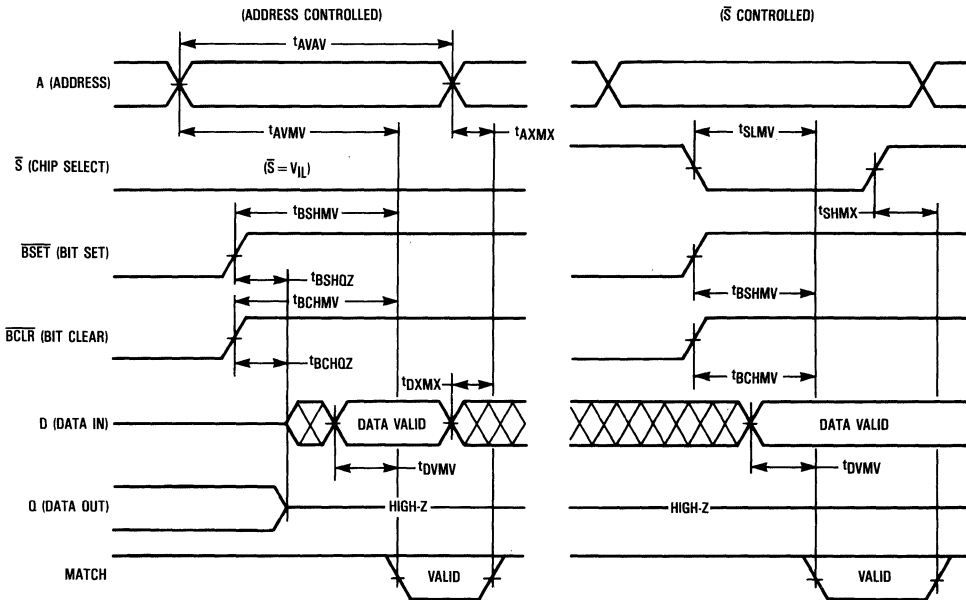 (ADDRESS CONTROLLED)
(S̅ CONTROLLED)
tAVAV
A (ADDRESS)
tAVMV
tAXMX
tSLMV
S̅ (CHIP SELECT)
(S̅ = VIL)
tBSHMV
tSHMX
B̅S̅E̅T̅ (BIT SET)
tBSHQZ
tBCHMV
tBSHMV
B̅C̅L̅R̅ (BIT CLEAR)
tBCHQZ
tDXMX
tBCHMV
D (DATA IN)
DATA VALID
DATA VALID
tDVMV
tDVMV
Q (DATA OUT)
HIGH-Z
HIGH-Z
MATCH
VALID
VALID